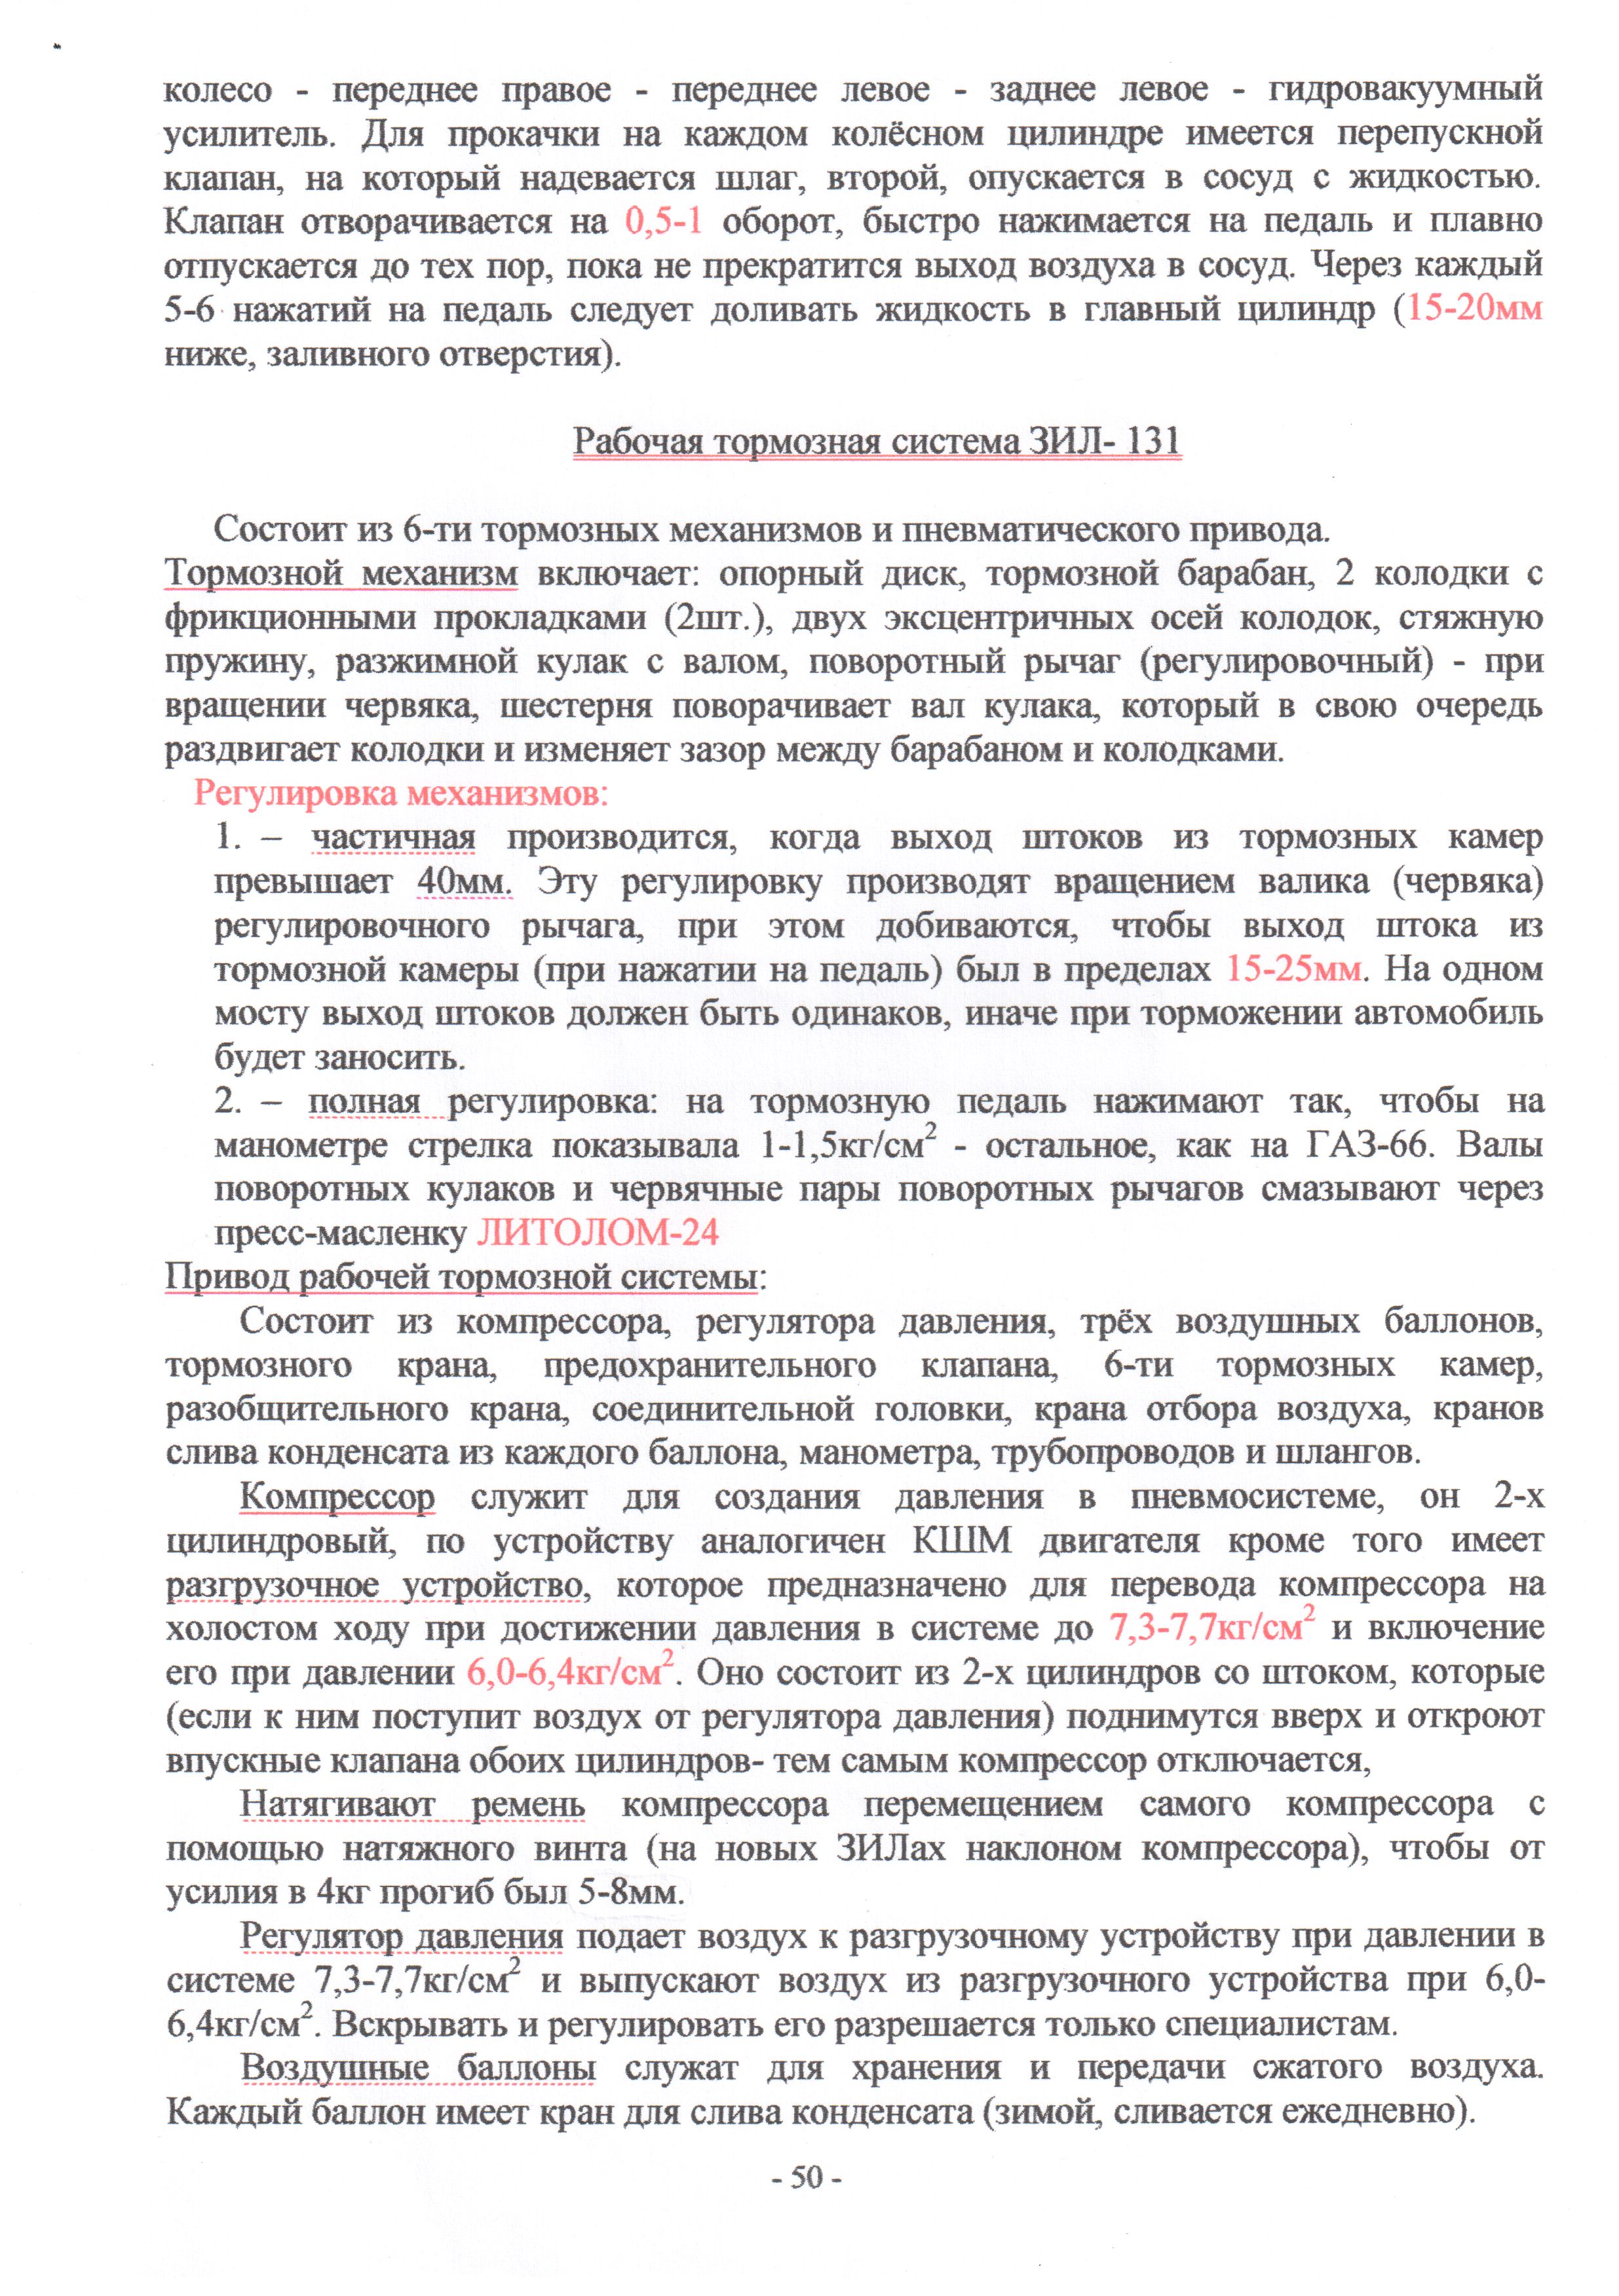 колесо - переднее правое - переднее левое - заднее левое - гидровакуумный
усилитель. Для прокачки на каждом колёсном цилиндре имеется перепускной
клапан, на который надевается шлаг, второй, опускается в сосуд с жидкостью.
Клапан отворачивается на 0,5-1 оборот, быстро нажимается на педаль и плавно
отпускается до тех пор, пока не прекратится выход воздуха в сосуд. Через каждый
5-6 нажатий на педаль следует доливать жидкость в главный цилиндр (15-20мм
ниже, заливного отверстия).
Рабочая тормозная система ЗИЛ- 131
Состоит из 6-ти тормозных механизмов и пневматического привода.
Тормозной механизм включает: опорный диск, тормозной барабан, 2 колодки с
фрикционными прокладками (2шт.), двух эксцентричных осей колодок, стяжную
пружину, разжимной кулак с валом, поворотный рычаг (регулировочный) - при
вращении червяка, шестерня поворачивает вал кулака, который в свою очередь
раздвигает колодки и изменяет зазор между барабаном и колодками.
Регулировка механизмов:
1. – частичная производится, когда выход штоков из тормозных камер
превышает 40мм. Эту регулировку производят вращением валика (червяка)
регулировочного рычага, при этом добиваются, чтобы выход штока из
тормозной камеры (при нажатии на педаль) был в пределах 15-25мм. На одном
мосту выход штоков должен быть одинаков, иначе при торможении автомобиль
будет заносить.
2. – полная регулировка: на тормозную педаль нажимают так, чтобы на
манометре стрелка показывала 1-1,5кг/см² - остальное, как на ГАЗ-66. Валы
поворотных кулаков и червячные пары поворотных рычагов смазывают через
пресс-масленку ЛИТОЛОМ-24
Привод рабочей тормозной системы:
Состоит из компрессора, регулятора давления, трёх воздушных баллонов,
тормозного крана, предохранительного клапана, 6-ти тормозных камер,
разобщительного крана, соединительной головки, крана отбора воздуха, кранов
слива конденсата из каждого баллона, манометра, трубопроводов и шлангов.
Компрессор служит для создания давления в пневмосистеме, он 2-х
цилиндровый, по устройству аналогичен КШМ двигателя кроме того имеет
разгрузочное устройство, которое предназначено для перевода компрессора на
холостом ходу при достижении давления в системе до 7,3-7,7кг/см² и включение
его при давлении 6,0-6,4кг/см². Оно состоит из 2-х цилиндров со штоком, которые
(если к ним поступит воздух от регулятора давления) поднимутся вверх и откроют
впускные клапана обоих цилиндров- тем самым компрессор отключается,
Натягивают ремень компрессора перемещением самого компрессора с
помощью натяжного винта (на новых ЗИЛах наклоном компрессора), чтобы от
усилия в 4кг прогиб был 5-8мм.
Регулятор давления подает воздух к разгрузочному устройству при давлении в
системе 7,3-7,7кг/см² и выпускают воздух из разгрузочного устройства при 6,0-
6,4кг/см². Вскрывать и регулировать его разрешается только специалистам.
Воздушные баллоны служат для хранения и передачи сжатого воздуха.
Каждый баллон имеет кран для слива конденсата (зимой, сливается ежедневно).
- 50 -